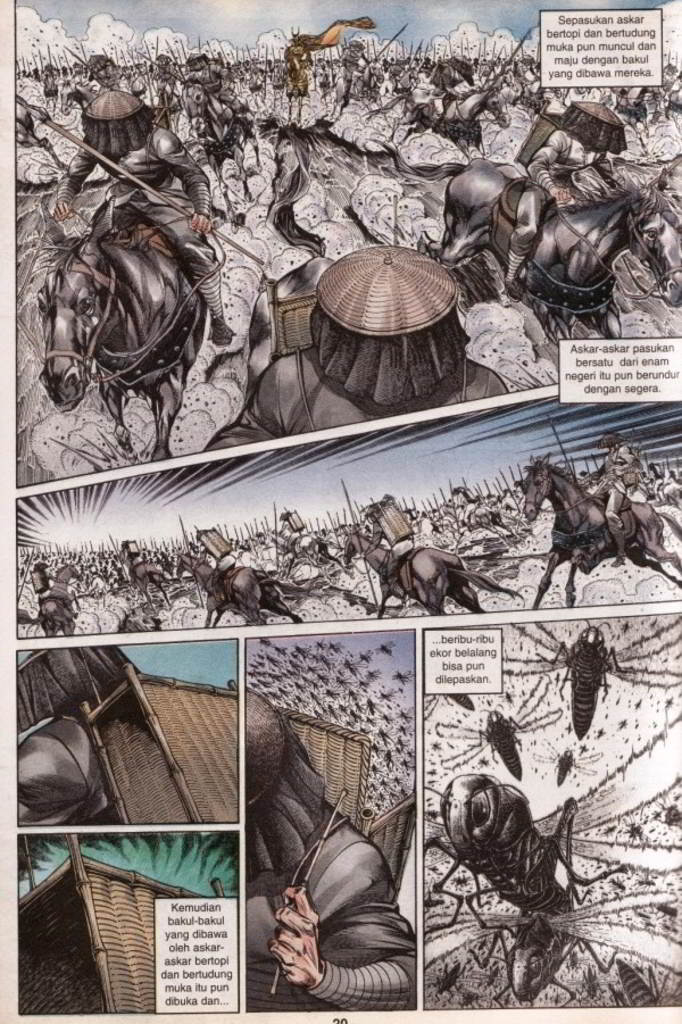 Sepasukan askar
bertopi dan bertudung
muka pun muncul dan
maju dengan bakul
yang dibawa mereka.
Askar-askar pasukan
bersatu dari enam
negeri itu pun berundur
dengan segera.
...beribu-ribu
ekor belalang
bisa pun
dilepaskan.
Kemudian
bakul-bakul
yang dibawa
oleh askar-
askar bertopi
dan bertudung
muka itu pun
dibuka dan...
20